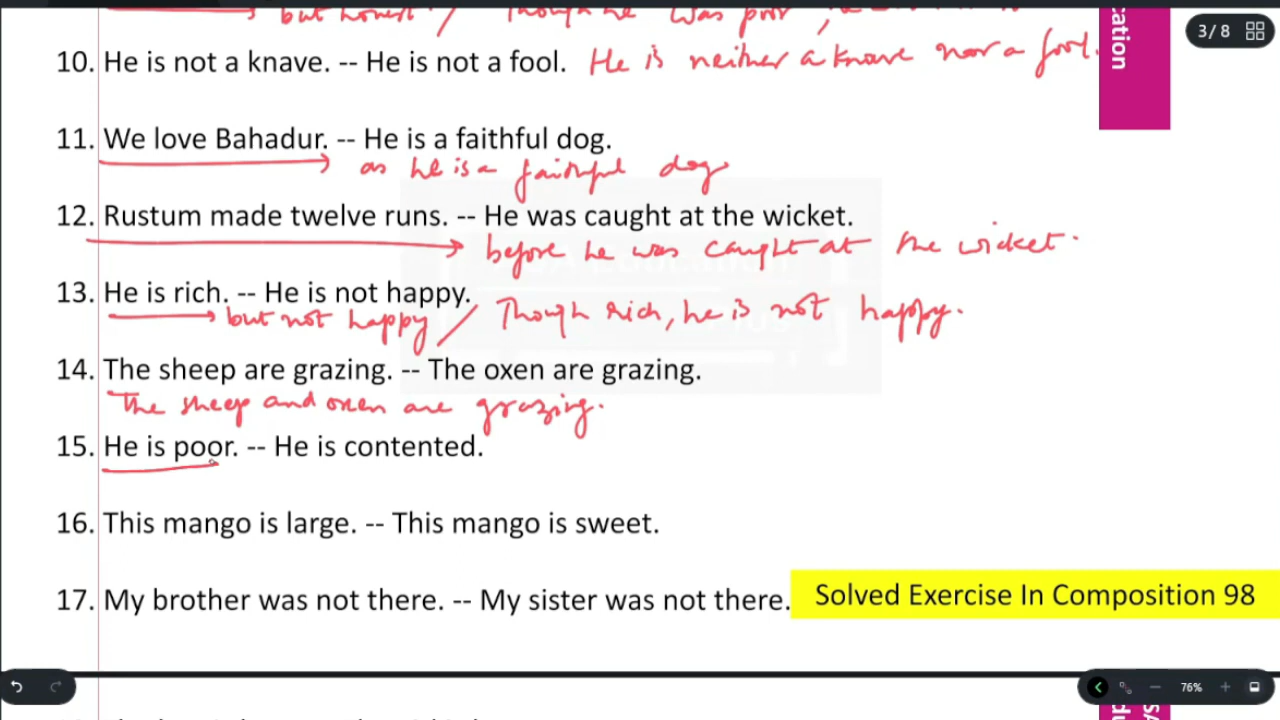 but honest / Though he was poor,
3 / 8
10. He is not a knave. -- He is not a fool. He is neither a knave nor a fool.
cation
11. We love Bahadur. -- He is a faithful dog.
as he is a faithful dog
12. Rustum made twelve runs. -- He was caught at the wicket.
before he was caught at the wicket.
13. He is rich. -- He is not happy.
but not happy / Though rich, he is not happy.
14. The sheep are grazing. -- The oxen are grazing.
The sheep and oxen are grazing.
15. He is poor. -- He is contented.
16. This mango is large. -- This mango is sweet.
17. My brother was not there. -- My sister was not there.
Solved Exercise In Composition 98
76%